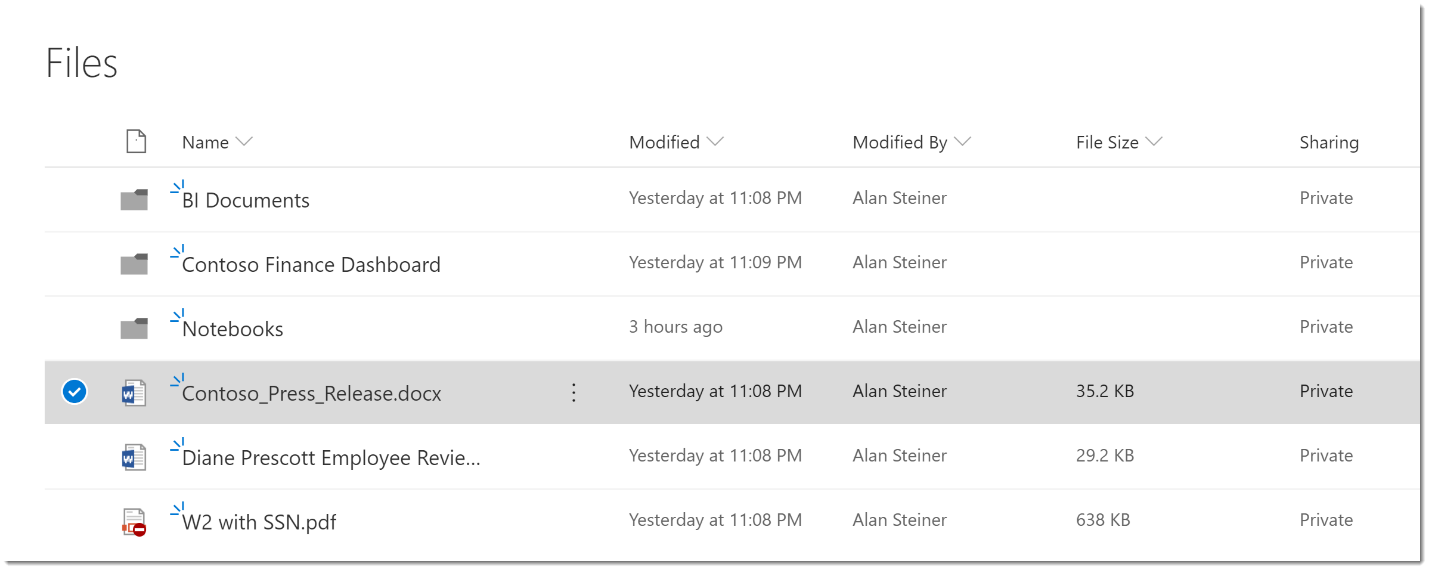 Files
Name Modified Modified By File Size Sharing
BI Documents Yesterday at 11:08 PM Alan Steiner Private
Contoso Finance Dashboard Yesterday at 11:09 PM Alan Steiner Private
Notebooks 3 hours ago Alan Steiner Private
Contoso_Press_Release.docx Yesterday at 11:08 PM Alan Steiner 35.2 KB Private
Diane Prescott Employee Revie... Yesterday at 11:08 PM Alan Steiner 29.2 KB Private
W2 with SSN.pdf Yesterday at 11:08 PM Alan Steiner 638 KB Private